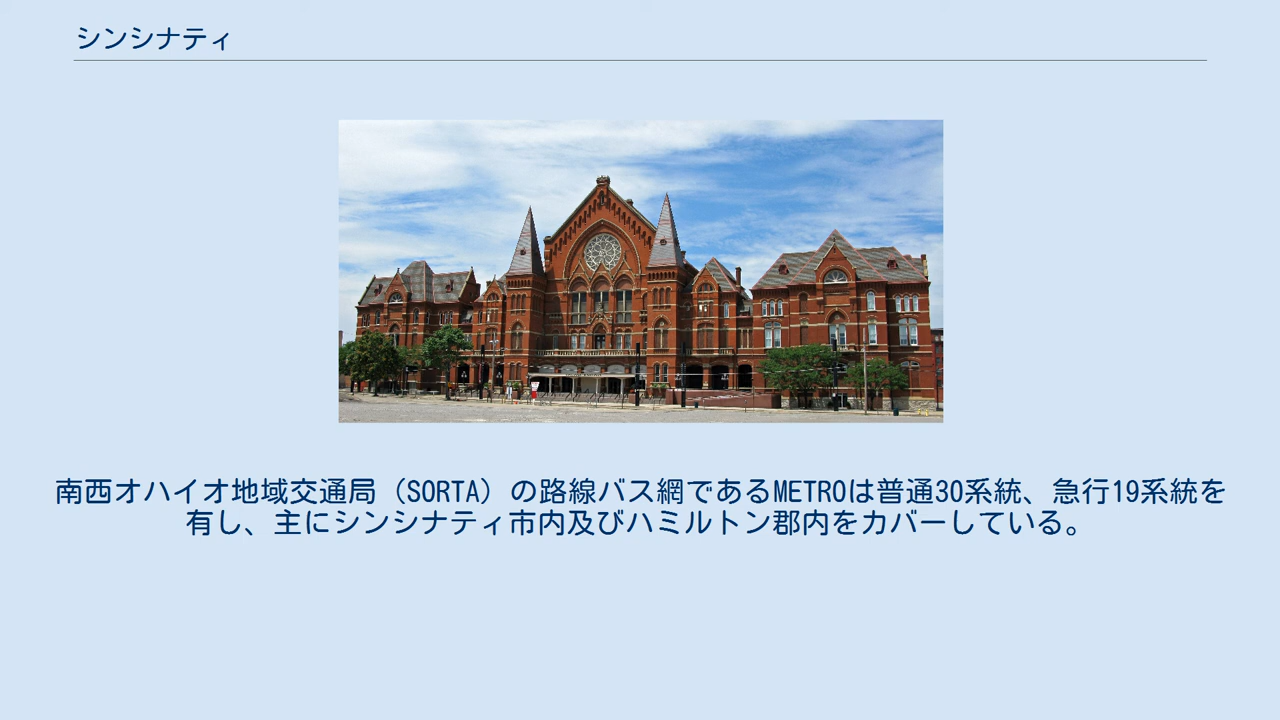 シンシナティ
南西オハイオ地域交通局（SORTA）の路線バス網であるMETROは普通30系統、急行19系統を
有し、主にシンシナティ市内及びハミルトン郡内をカバーしている。